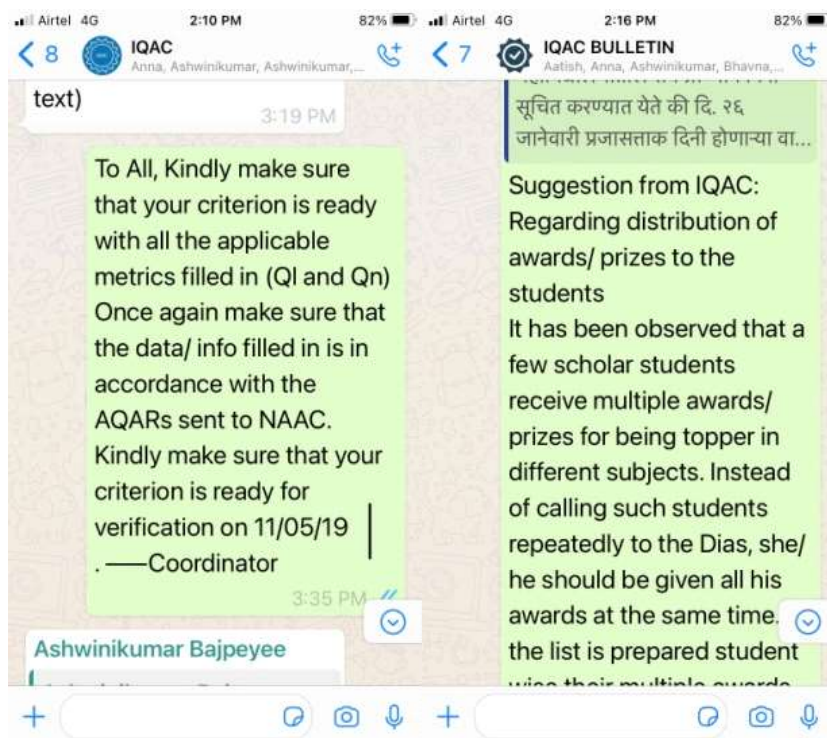 Airtel 4G 2:10 PM 82%
8 IQAC
Anna, Ashwinikumar, Ashwinikumar,...
text)
3:19 PM
To All, Kindly make sure
that your criterion is ready
with all the applicable
metrics filled in (Ql and Qn)
Once again make sure that
the data/ info filled in is in
accordance with the
AQARs sent to NAAC.
Kindly make sure that your
criterion is ready for
verification on 11/05/19
. ——Coordinator
3:35 PM
Ashwinikumar Bajpeyee
Airtel 4G 2:16 PM 82%
7 IQAC BULLETIN
Aatish, Anna, Ashwinikumar, Bhavna,...
सूचित करण्यात येते की दि. २६
जानेवारी प्रजासत्ताक दिनी होणाऱ्या वा...
Suggestion from IQAC:
Regarding distribution of
awards/ prizes to the
students
It has been observed that a
few scholar students
receive multiple awards/
prizes for being topper in
different subjects. Instead
of calling such students
repeatedly to the Dias, she/
he should be given all his
awards at the same time.
the list is prepared student
wise their multiple awards